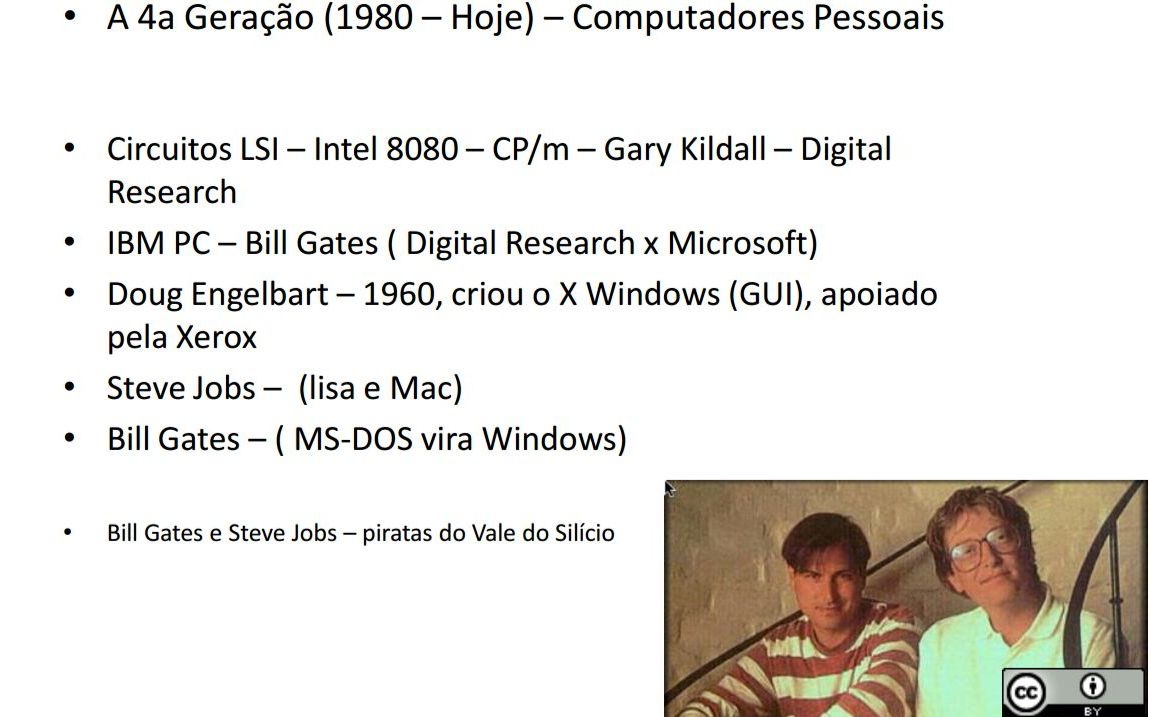 • A 4a Geração (1980 – Hoje) – Computadores Pessoais
• Circuitos LSI – Intel 8080 – CP/m – Gary Kildall – Digital
Research
• IBM PC – Bill Gates ( Digital Research x Microsoft)
• Doug Engelbart – 1960, criou o X Windows (GUI), apoiado
pela Xerox
• Steve Jobs – (lisa e Mac)
• Bill Gates – ( MS-DOS vira Windows)
• Bill Gates e Steve Jobs – piratas do Vale do Silício
cc
BY